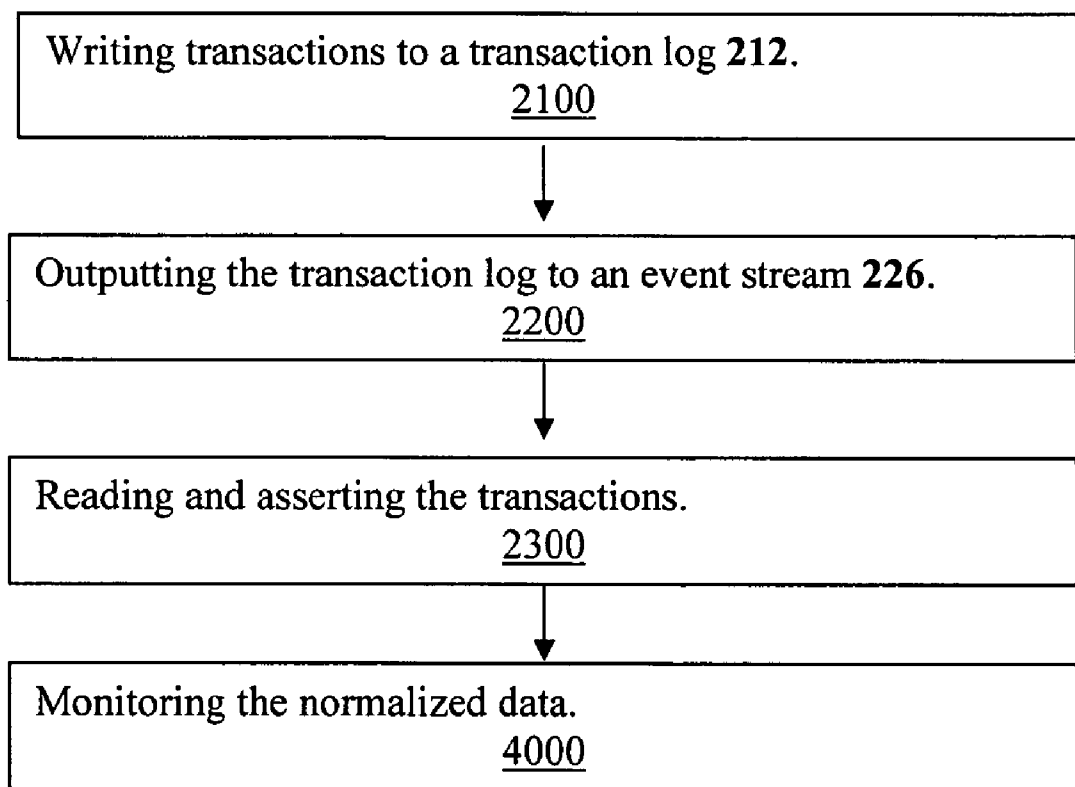 Writing transactions to a transaction log 212.
2100
Outputting the transaction log to an event stream 226.
2200
Reading and asserting the transactions.
2300
Monitoring the normalized data.
4000